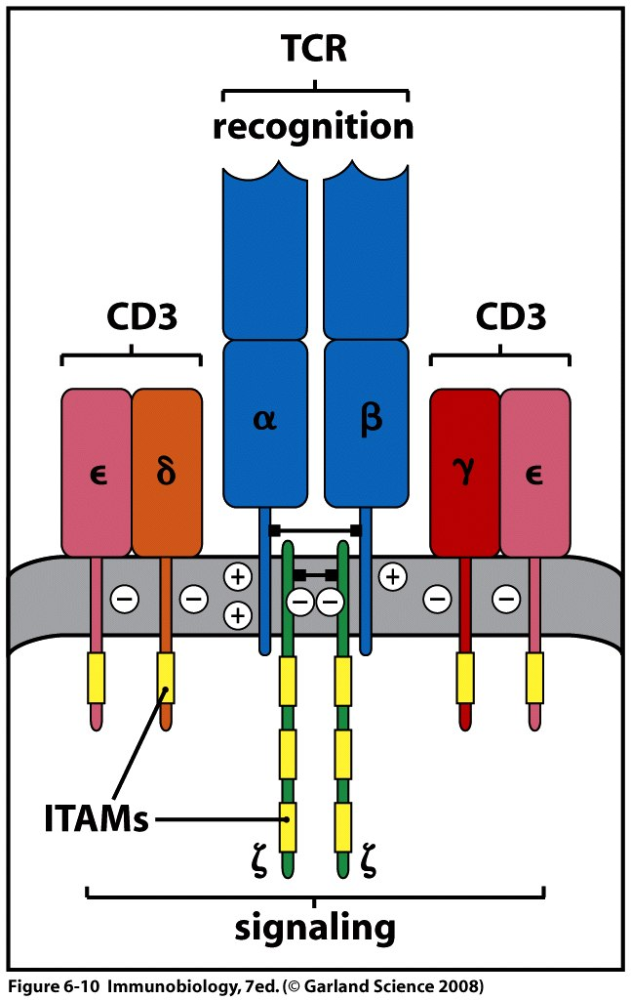 TCR
recognition
CD3
CD3
α
β
ϵ
δ
γ
ϵ
+
+
+
−
−
−
−
−
−
ITAMs
ζ
ζ
signaling
Figure 6-10 Immunobiology, 7ed. (© Garland Science 2008)